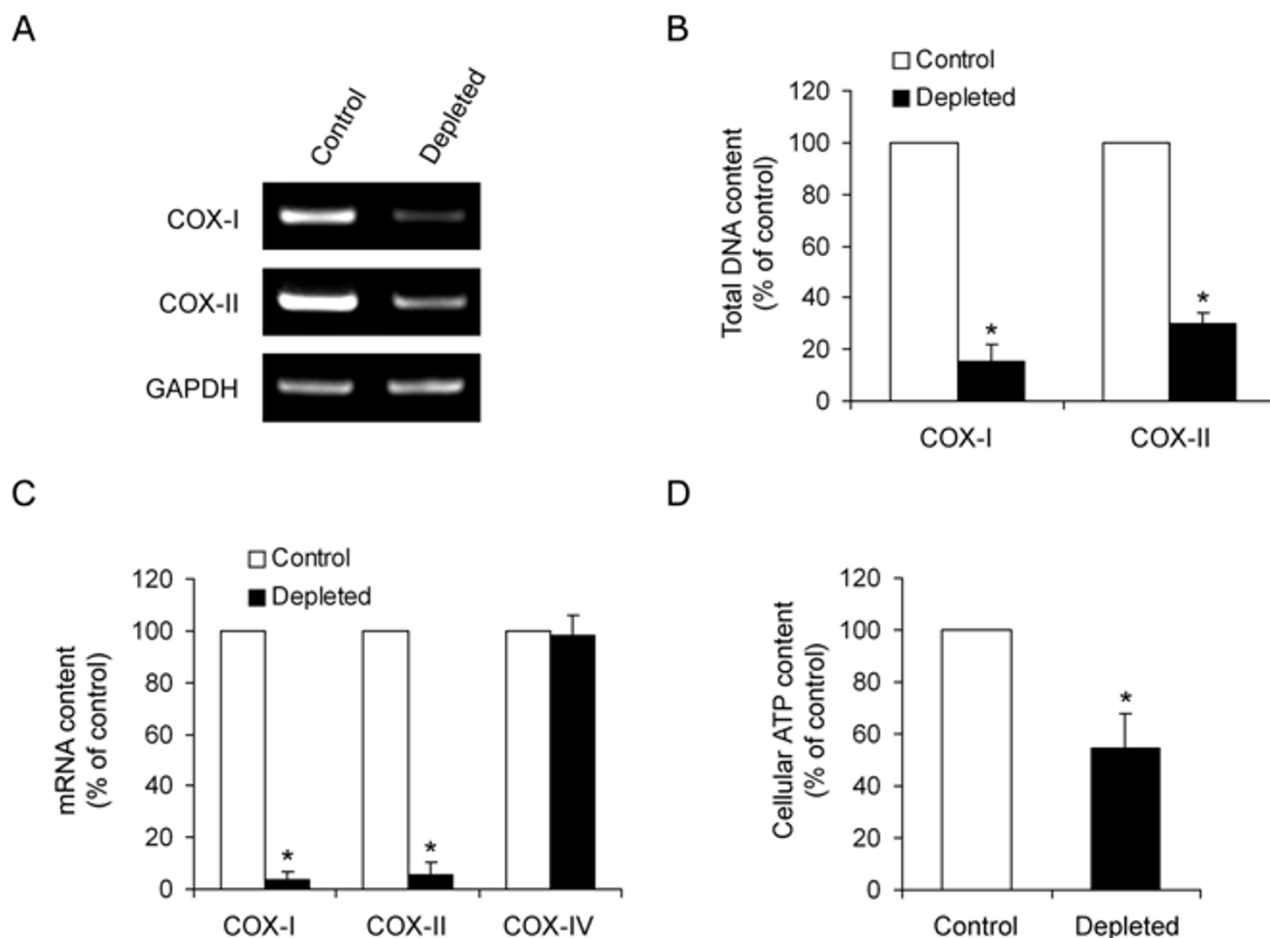 A
Control
Depleted
COX-I
COX-II
GAPDH
B
Control
Depleted
Total DNA content
(% of control)
120
100
80
60
40
20
0
*
*
COX-I
COX-II
C
Control
Depleted
mRNA content
(% of control)
120
100
80
60
40
20
0
*
*
COX-I
COX-II
COX-IV
D
Cellular ATP content
(% of control)
120
100
80
60
40
20
0
*
Control
Depleted